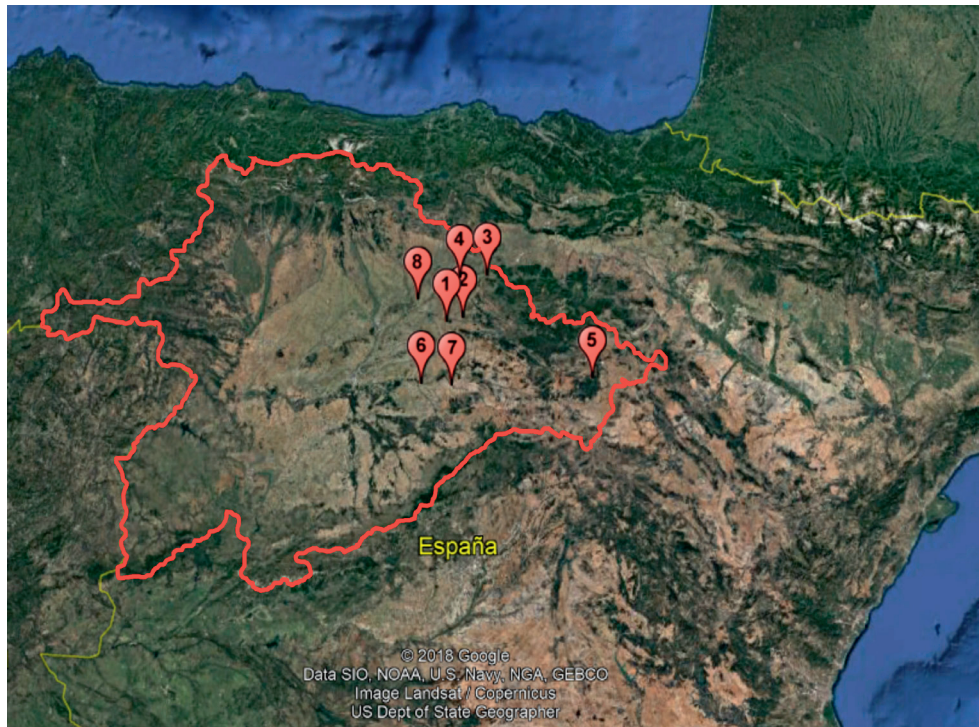 4
3
8
1
2
6
7
5
España
© 2018 Google
Data SIO, NOAA, U.S. Navy, NGA, GEBCO
Image Landsat / Copernicus
US Dept of State Geographer